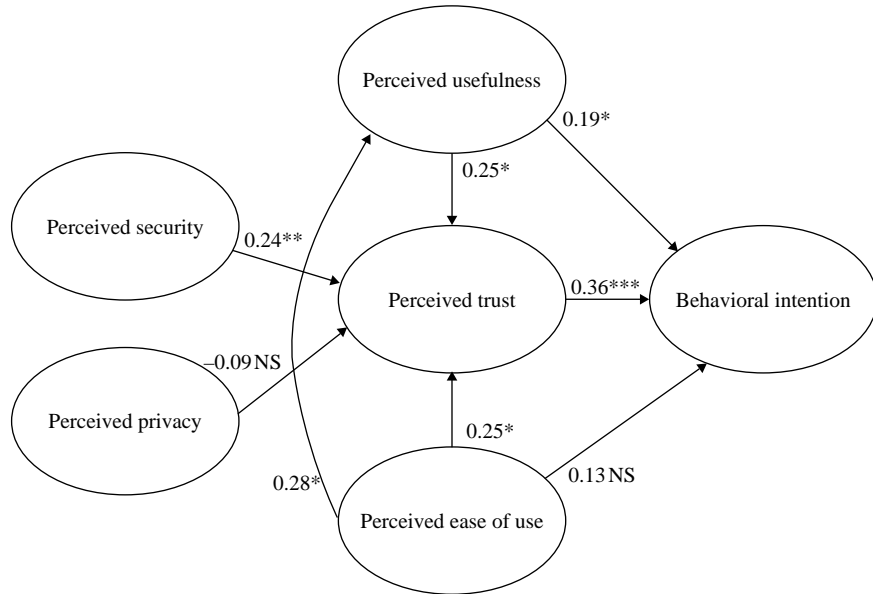 Perceived usefulness
0.19*
0.25*
Perceived security
0.24**
Perceived trust
0.36***
Behavioral intention
–0.09 NS
Perceived privacy
0.25*
0.28*
0.13 NS
Perceived ease of use